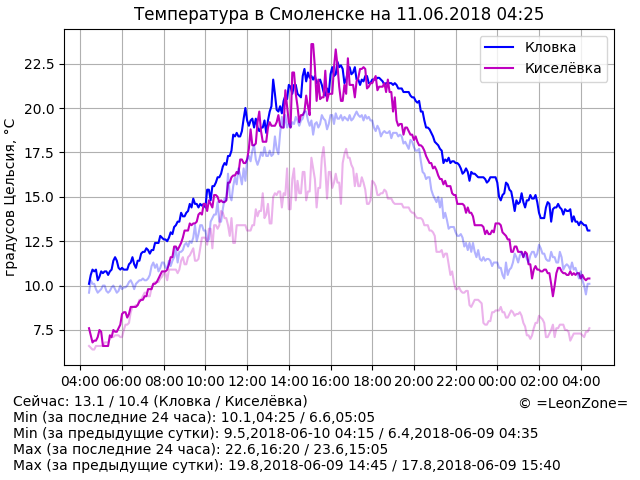 Температура в Смоленске на 11.06.2018 04:25
Кловка
Киселёвка
градусов Цельсия, °C
22.5
20.0
17.5
15.0
12.5
10.0
7.5
04:00 06:00 08:00 10:00 12:00 14:00 16:00 18:00 20:00 22:00 00:00 02:00 04:00
Сейчас: 13.1 / 10.4 (Кловка / Киселёвка)
© =LeonZone=
Min (за последние 24 часа): 10.1,04:25 / 6.6,05:05
Min (за предыдущие сутки): 9.5,2018-06-10 04:15 / 6.4,2018-06-09 04:35
Max (за последние 24 часа): 22.6,16:20 / 23.6,15:05
Max (за предыдущие сутки): 19.8,2018-06-09 14:45 / 17.8,2018-06-09 15:40